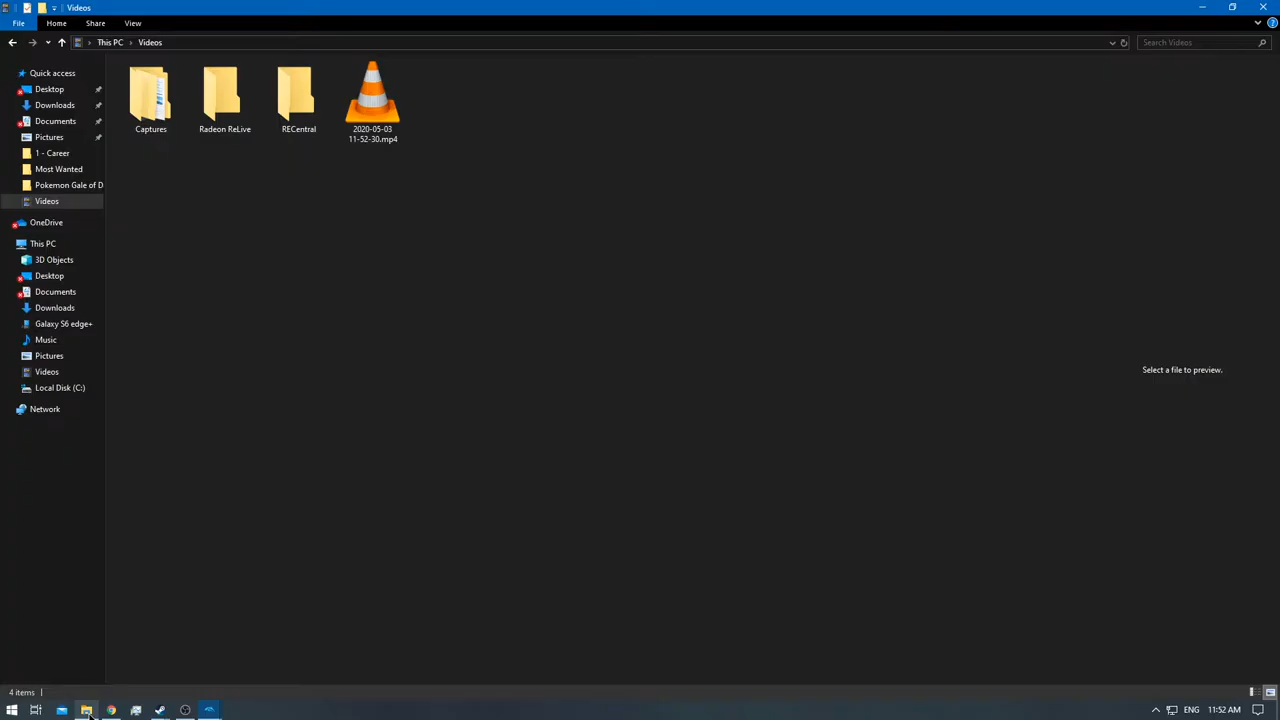 Videos
File Home Share View
This PC Videos
Search Videos
Quick access
Desktop
Downloads
Documents
Pictures
1 - Career
Most Wanted
Pokemon Gale of D
Videos
OneDrive
This PC
3D Objects
Desktop
Documents
Downloads
Galaxy S6 edge+
Music
Pictures
Videos
Local Disk (C:)
Network
Captures
Radeon ReLive
RECentral
2020-05-03
11-52-30.mp4
Select a file to preview.
4 items
ENG 11:52 AM